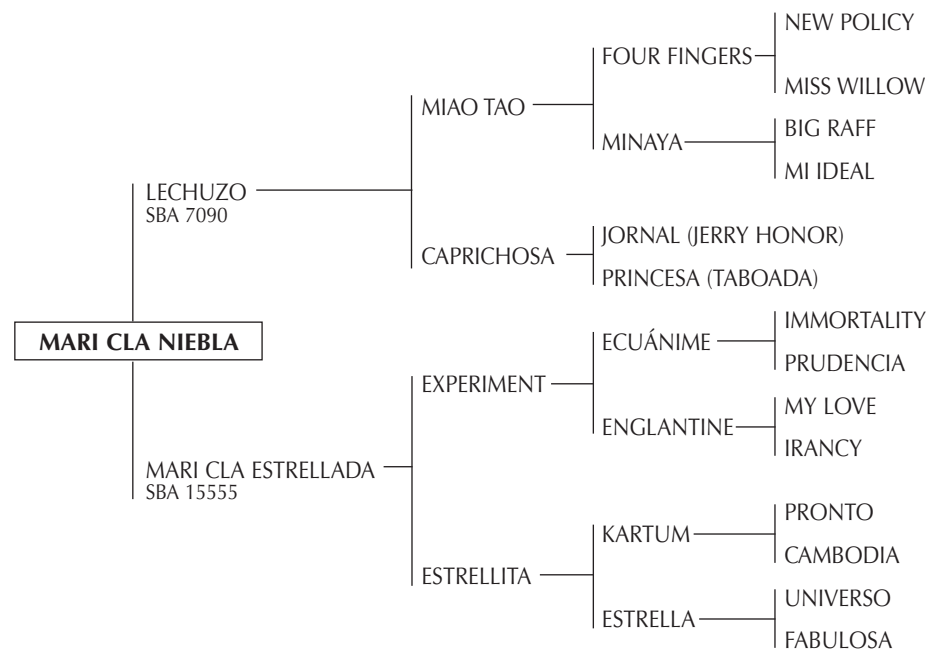 NEW POLICY
FOUR FINGERS
MISS WILLOW
MIAO TAO
BIG RAFF
MINAYA
MI IDEAL
LECHUZO
SBA 7090
JORNAL (JERRY HONOR)
CAPRICHOSA
PRINCESA (TABOADA)
MARI CLA NIEBLA
IMMORTALITY
ECUÁNIME
PRUDENCIA
EXPERIMENT
MY LOVE
ENGLANTINE
IRANCY
MARI CLA ESTRELLADA
SBA 15555
PRONTO
KARTUM
CAMBODIA
ESTRELLITA
UNIVERSO
ESTRELLA
FABULOSA